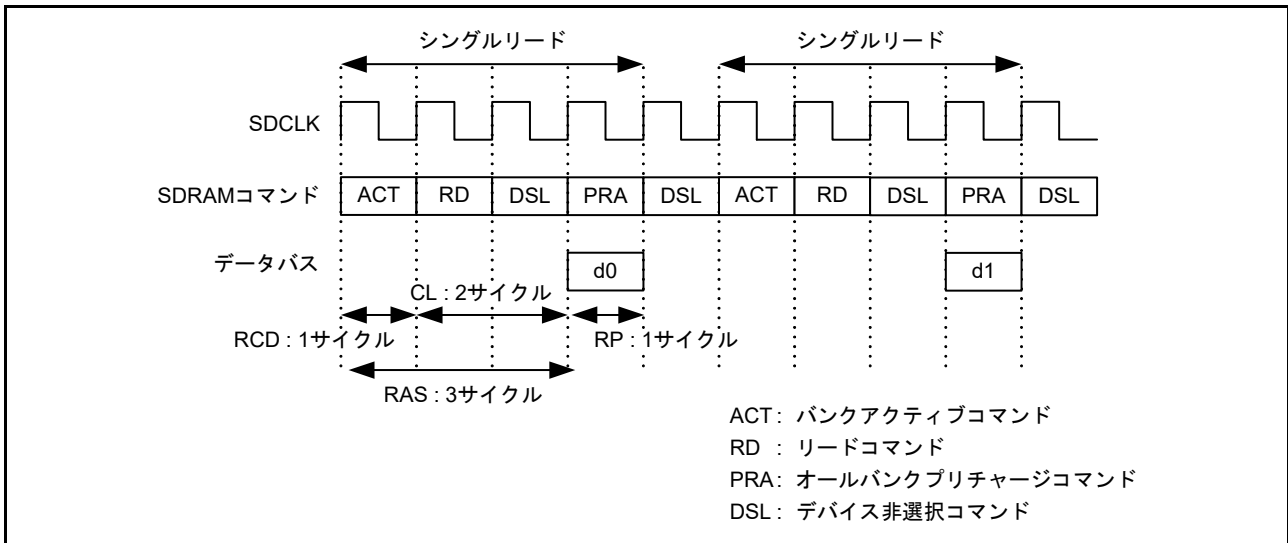 シングルリード シングルリード
SDCLK
SDRAMコマンド ACT RD DSL PRA DSL ACT RD DSL PRA DSL
データバス d0 d1
CL : 2サイクル
RCD : 1サイクル RP : 1サイクル
RAS : 3サイクル
ACT : バンクアクティブコマンド
RD : リードコマンド
PRA : オールバンクプリチャージコマンド
DSL : デバイス非選択コマンド